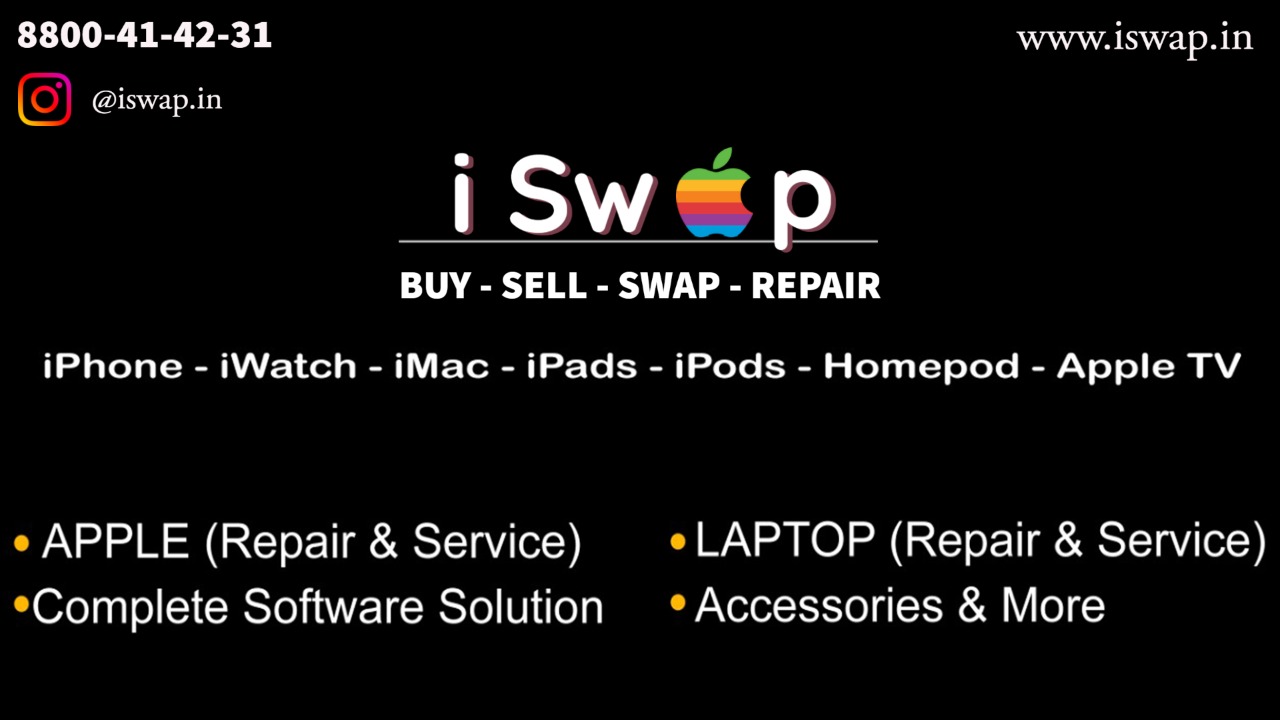 8800-41-42-31
www.iswap.in
@iswap.in
i Swap
BUY - SELL - SWAP - REPAIR
iPhone - iWatch - iMac - iPads - iPods - Homepod - Apple TV
• APPLE (Repair & Service)
• LAPTOP (Repair & Service)
•Complete Software Solution
• Accessories & More